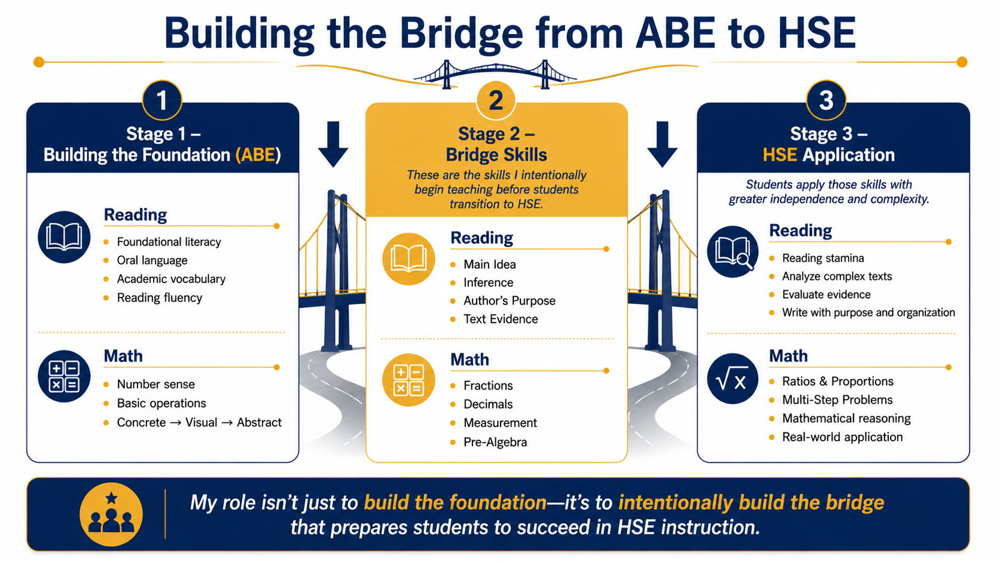 Building the Bridge from ABE to HSE
1
Stage 1 –
Building the Foundation (ABE)
Reading
• Foundational literacy
• Oral language
• Academic vocabulary
• Reading fluency
Math
• Number sense
• Basic operations
• Concrete → Visual → Abstract
2
Stage 2 –
Bridge Skills
These are the skills I intentionally
begin teaching before students
transition to HSE.
Reading
• Main Idea
• Inference
• Author's Purpose
• Text Evidence
Math
• Fractions
• Decimals
• Measurement
• Pre-Algebra
3
Stage 3 –
HSE Application
Students apply those skills with
greater independence and complexity.
Reading
• Reading stamina
• Analyze complex texts
• Evaluate evidence
• Write with purpose and organization
√x
Math
• Ratios & Proportions
• Multi-Step Problems
• Mathematical reasoning
• Real-world application
My role isn't just to build the foundation—it's to intentionally build the bridge
that prepares students to succeed in HSE instruction.